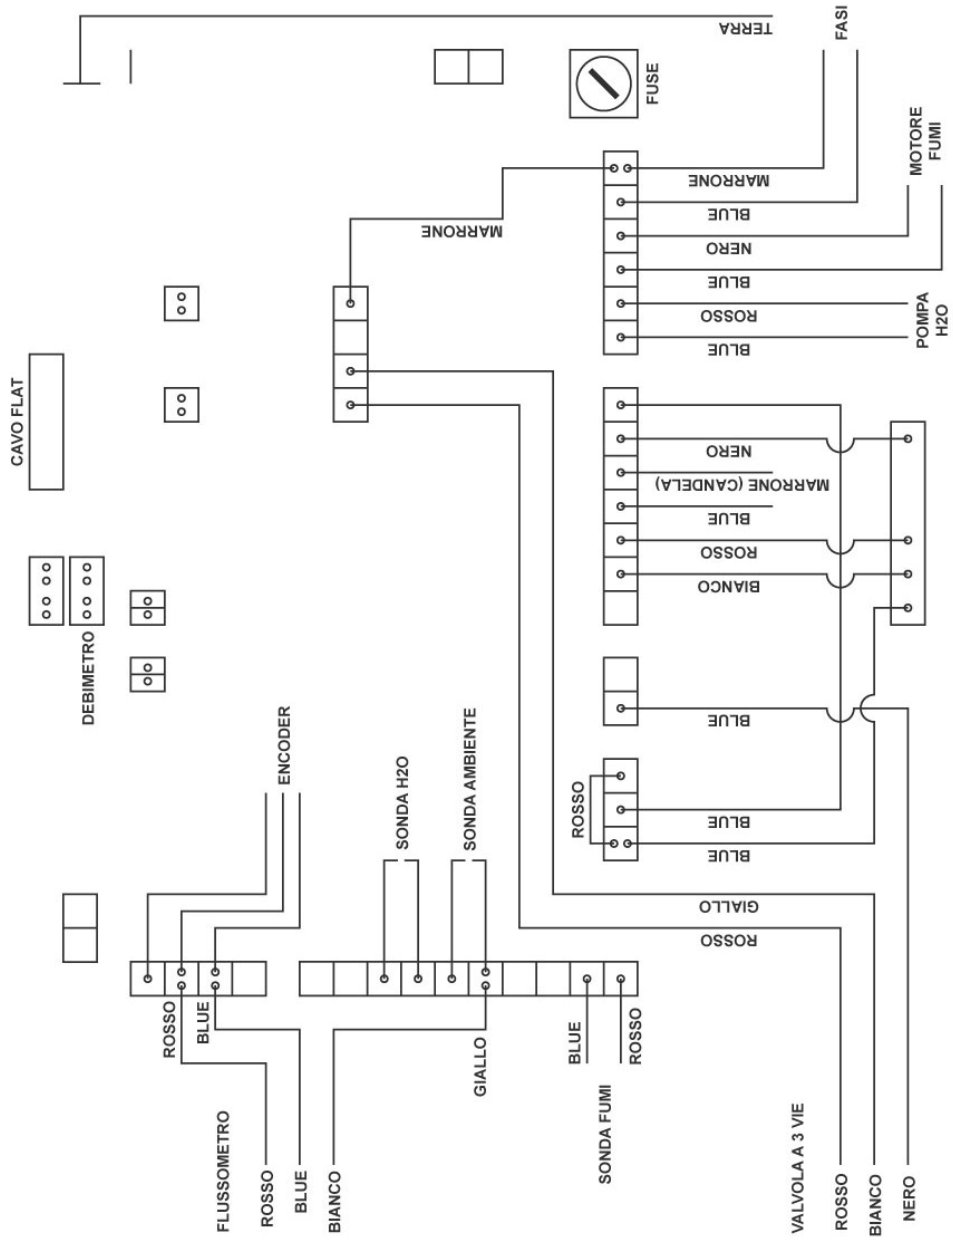 TERRA
FASI
FUSE
MOTORE
FUMI
MARRONE
BLUE
MARRONE
NERO
BLUE
ROSSO
BLUE
POMPA
H2O
CAVO FLAT
NERO
MARRONE (CANDELA)
BLUE
ROSSO
BIANCO
DEBIMETRO
BLUE
ENCODER
SONDA H2O
SONDA AMBIENTE
ROSSO
BLUE
BLUE
GIALLO
ROSSO
ROSSO
BLUE
GIALLO
BLUE
ROSSO
FLUSSOMETRO
ROSSO
BLUE
BIANCO
SONDA FUMI
VALVOLA A 3 VIE
ROSSO
BIANCO
NERO